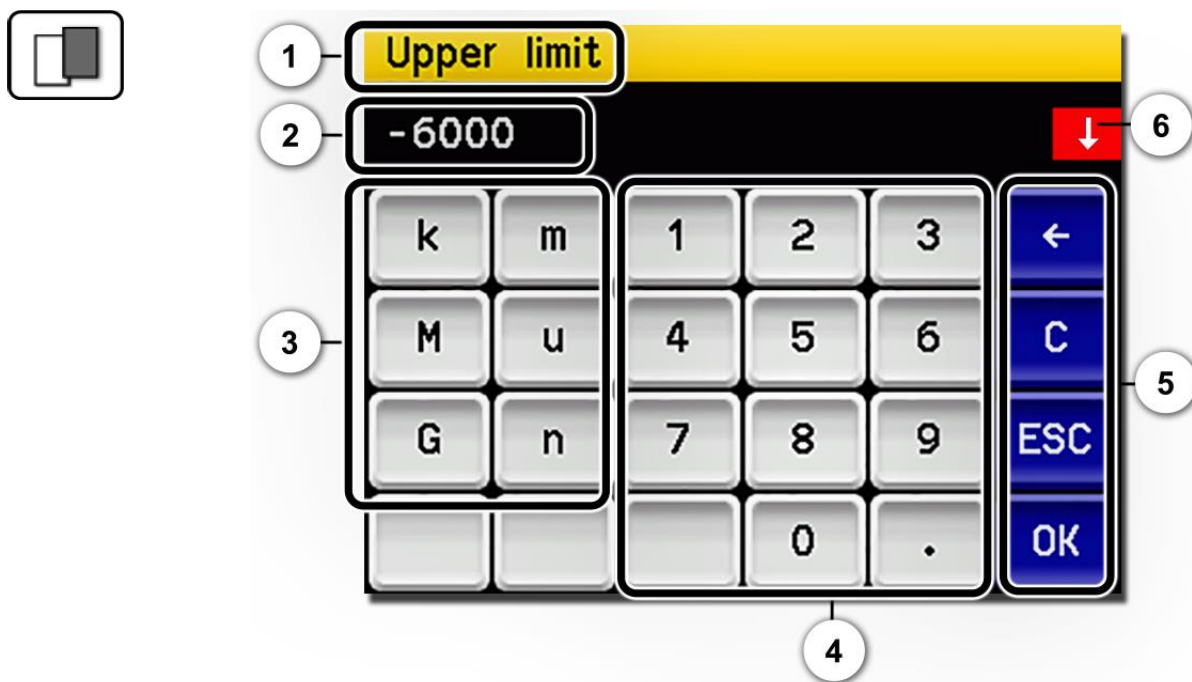 1 Upper limit
2 -6000 ↓ 6
k m 1 2 3 ←
3 M u 4 5 6 C 5
G n 7 8 9 ESC
0 . OK
4